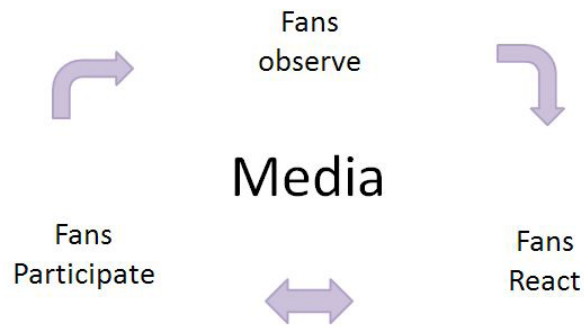 Fans
observe
Media
Fans
Participate
Fans
React